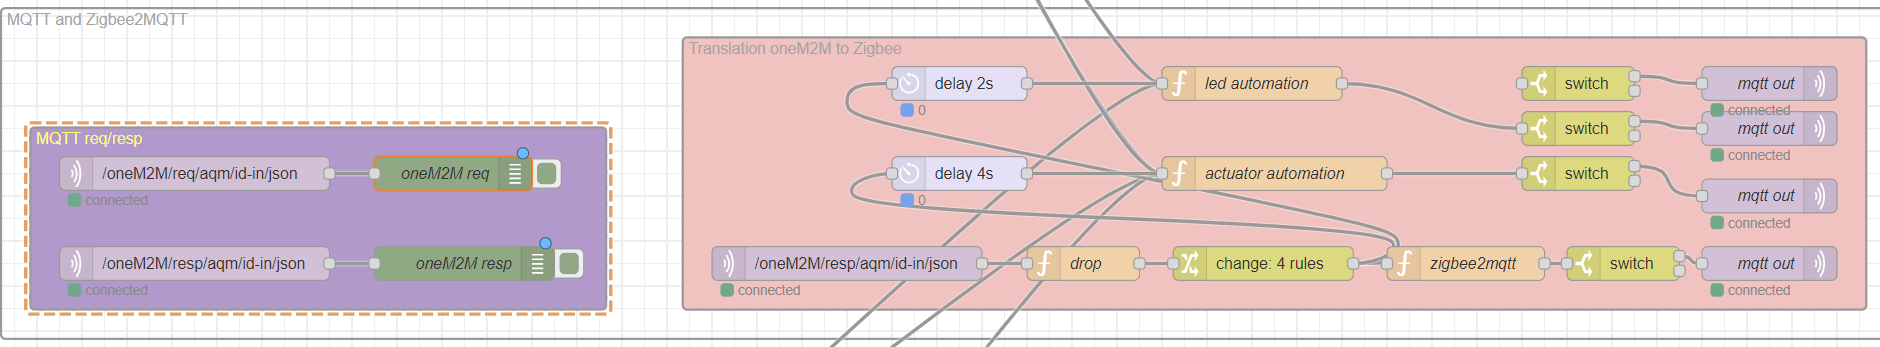 MQTT and Zigbee2MQTT
MQTT req/resp
/oneM2M/req/aqm/id-in/json
connected
oneM2M req
/oneM2M/resp/aqm/id-in/json
connected
oneM2M resp
Translation oneM2M to Zigbee
delay 2s
0
led automation
switch
mqtt out
connected
switch
mqtt out
connected
delay 4s
0
actuator automation
switch
mqtt out
connected
/oneM2M/resp/aqm/id-in/json
connected
drop
change: 4 rules
zigbee2mqtt
switch
mqtt out
connected